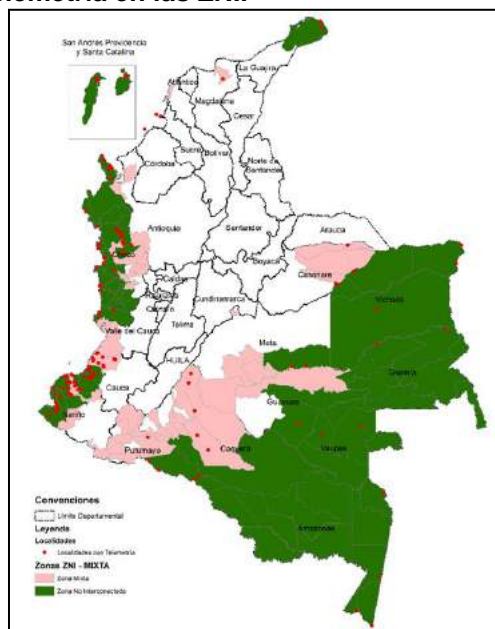 nometría en las ZNI.
San Andrés Providencia
y Santa Catalina
La Guajira
Atlántico
Magdalena
Cesar
Sucre
Bolívar
Córdoba
Norte de
Santander
Antioquia
Santander
Arauca
Chocó
Boyacá
Casanare
Caldas
Risaralda
Cundinamarca
Vichada
Quindío
Valle del Cauca
Tolima
Meta
HUILA
Guainía
Cauca
Guaviare
Nariño
Vaupés
Putumayo
Caquetá
Amazonas
Convenciones
Límite Departamental
Leyenda
Localidades
Localidades con Telemetría
Zonas ZNI - MIXTA
Zona Mixta
Zona No Interconectada